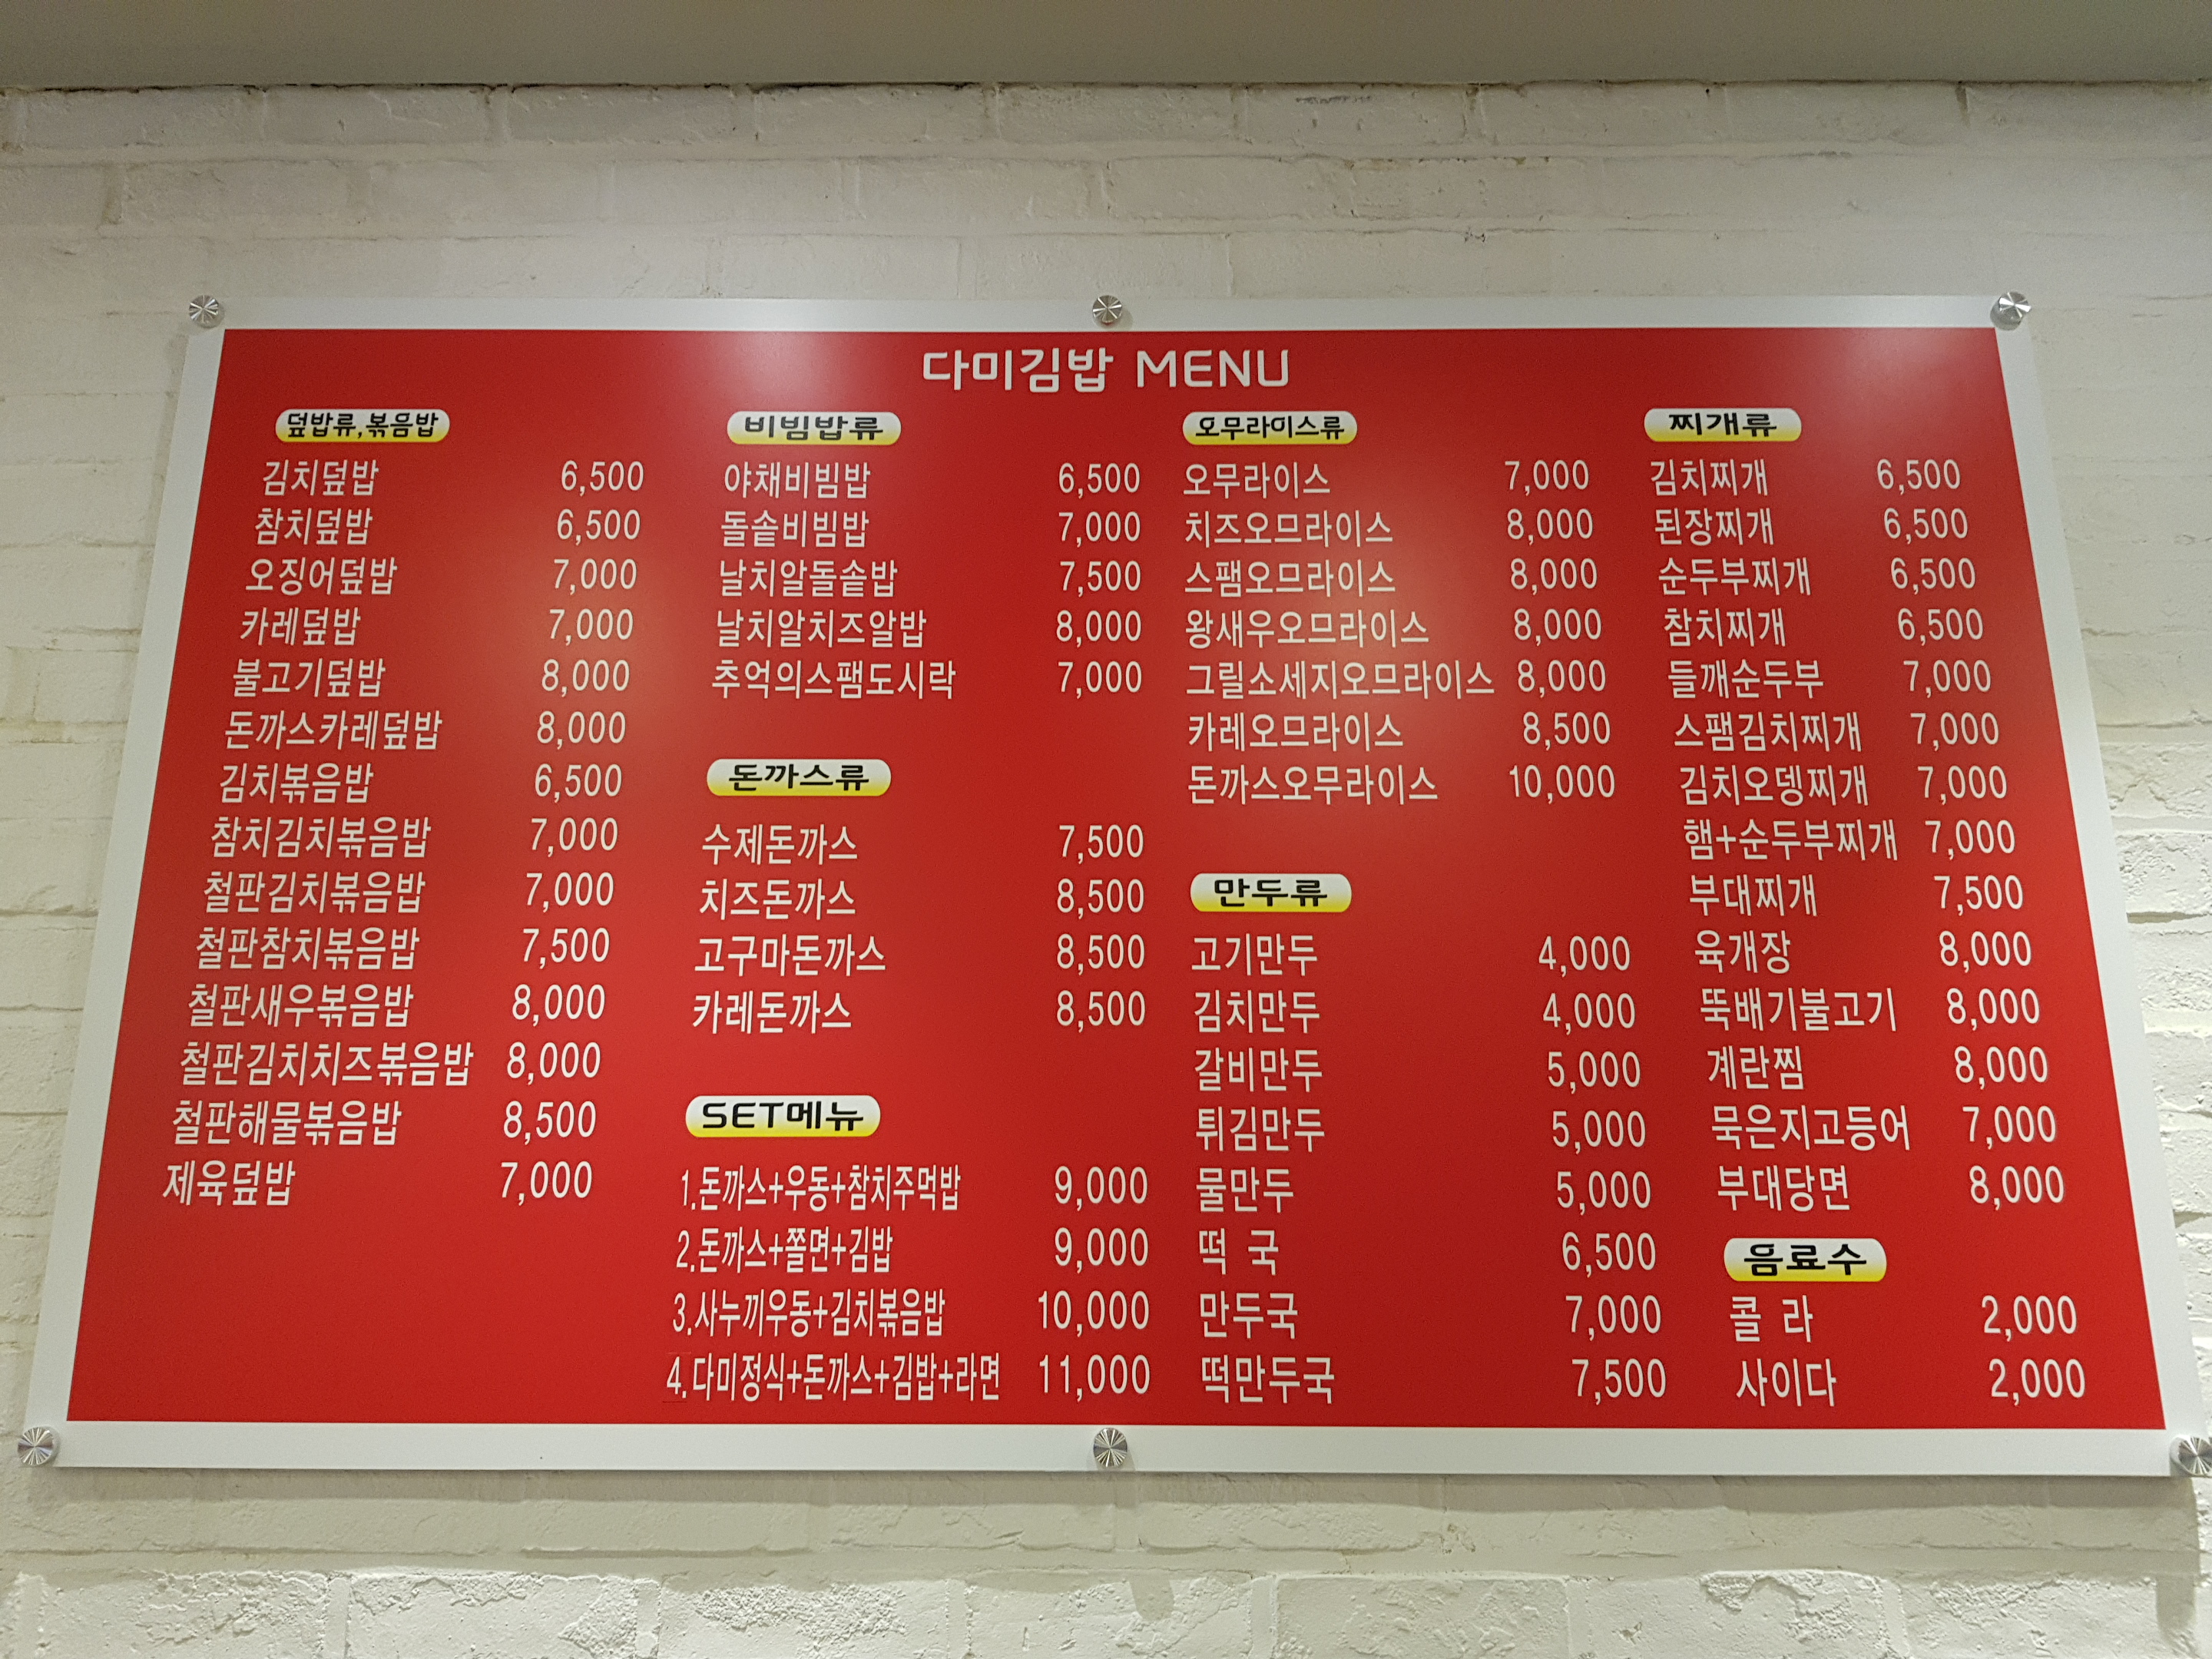 다미김밥 MENU
덮밥류,볶음밥
김치덮밥 6,500
참치덮밥 6,500
오징어덮밥 7,000
카레덮밥 7,000
불고기덮밥 8,000
돈까스카레덮밥 8,000
김치볶음밥 6,500
참치김치볶음밥 7,000
철판김치볶음밥 7,000
철판참치볶음밥 7,500
철판새우볶음밥 8,000
철판김치치즈볶음밥 8,000
철판해물볶음밥 8,500
제육덮밥 7,000
비빔밥류
야채비빔밥 6,500
돌솥비빔밥 7,000
날치알돌솥밥 7,500
날치알치즈알밥 8,000
추억의스팸도시락 7,000
돈까스류
수제돈까스 7,500
치즈돈까스 8,500
고구마돈까스 8,500
카레돈까스 8,500
SET메뉴
1.돈까스+우동+참치주먹밥 9,000
2.돈까스+쫄면+김밥 9,000
3.사누끼우동+김치볶음밥 10,000
4.다미정식+돈까스+김밥+라면 11,000
오무라이스류
오무라이스 7,000
치즈오므라이스 8,000
스팸오므라이스 8,000
왕새우오므라이스 8,000
그릴소세지오므라이스 8,000
카레오므라이스 8,500
돈까스오무라이스 10,000
만두류
고기만두 4,000
김치만두 4,000
갈비만두 5,000
튀김만두 5,000
물만두 5,000
떡 국 6,500
만두국 7,000
떡만두국 7,500
찌개류
김치찌개 6,500
된장찌개 6,500
순두부찌개 6,500
참치찌개 6,500
들깨순두부 7,000
스팸김치찌개 7,000
김치오뎅찌개 7,000
햄+순두부찌개 7,000
부대찌개 7,500
육개장 8,000
뚝배기불고기 8,000
계란찜 8,000
묵은지고등어 7,000
부대당면 8,000
음료수
콜 라 2,000
사이다 2,000